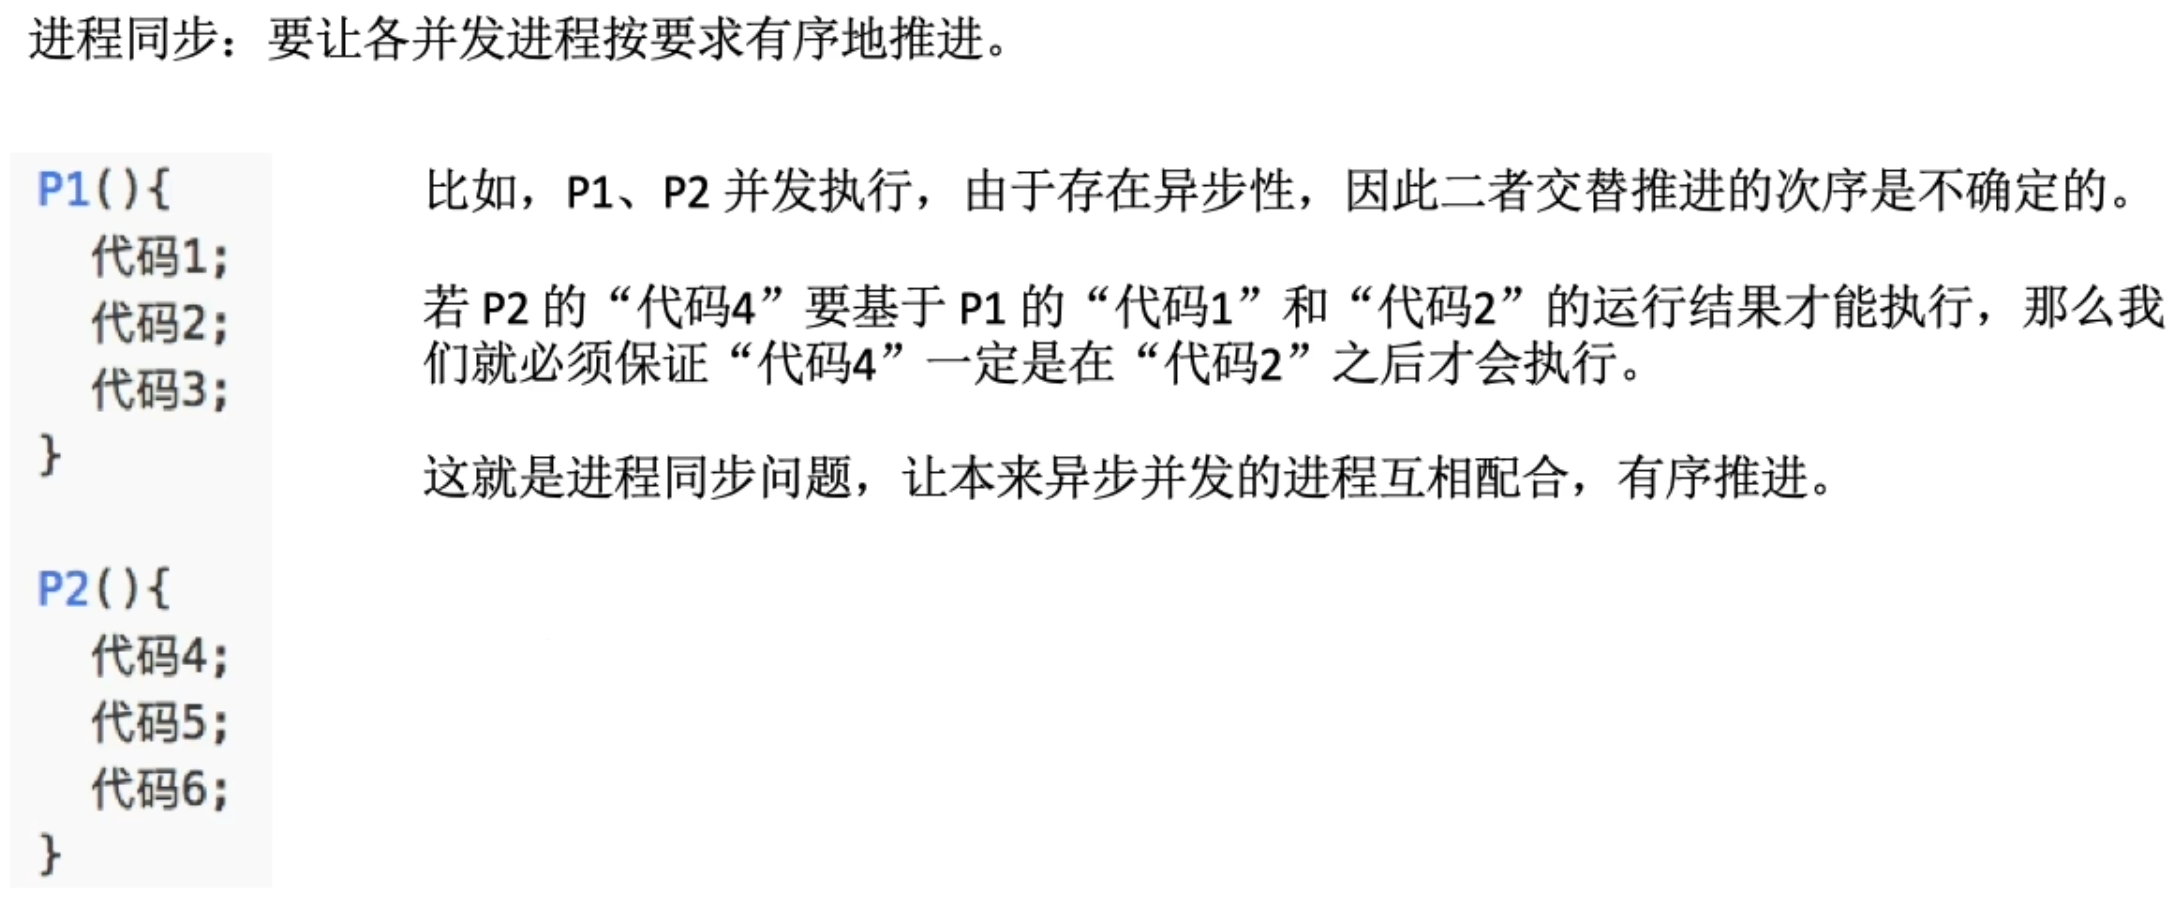 进程同步：要让各并发进程按要求有序地推进。
P1(){
代码1;
代码2;
代码3;
}
P2(){
代码4;
代码5;
代码6;
}
比如，P1、P2 并发执行，由于存在异步性，因此二者交替推进的次序是不确定的。
若 P2 的“代码4”要基于 P1 的“代码1”和“代码2”的运行结果才能执行，那么我
们就必须保证“代码4”一定是在“代码2”之后才会执行。
这就是进程同步问题，让本来异步并发的进程互相配合，有序推进。